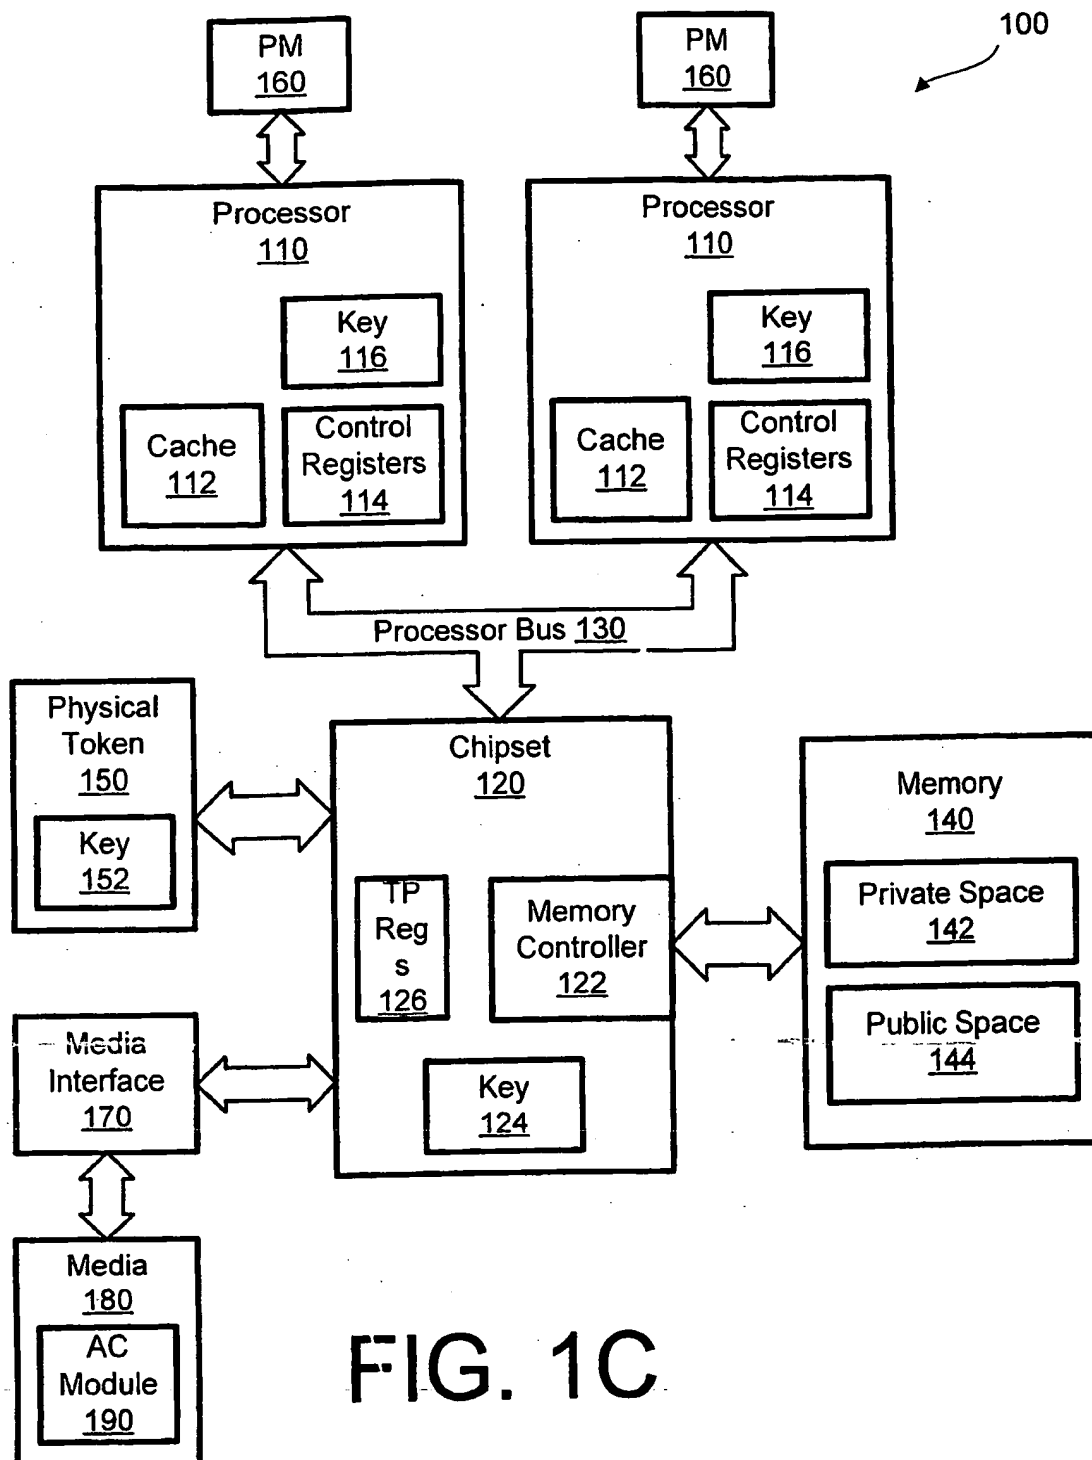 100
PM
160
PM
160
Processor
110
Key
116
Cache
112
Control
Registers
114
Processor
110
Key
116
Cache
112
Control
Registers
114
Processor Bus 130
Physical
Token
150
Key
152
Chipset
120
TP
Reg
s
126
Memory
Controller
122
Key
124
Memory
140
Private Space
142
Public Space
144
Media
Interface
170
Media
180
AC
Module
190
FIG. 1C